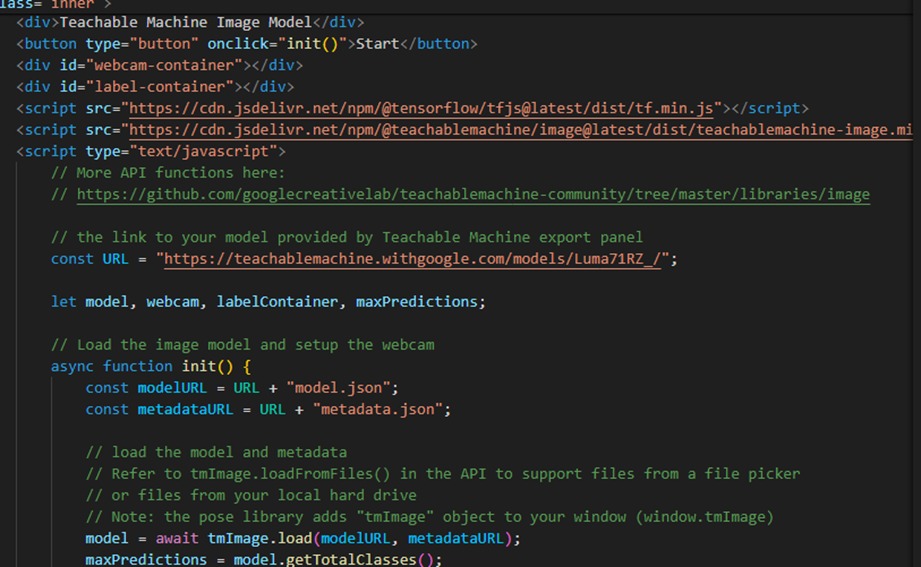 lass="inner">
<div>Teachable Machine Image Model</div>
<button type="button" onclick="init()">Start</button>
<div id="webcam-container"></div>
<div id="label-container"></div>
<script src="https://cdn.jsdelivr.net/npm/@tensorflow/tfjs@latest/dist/tf.min.js"></script>
<script src="https://cdn.jsdelivr.net/npm/@teachablemachine/image@latest/dist/teachablemachine-image.mi
<script type="text/javascript">
// More API functions here:
// https://github.com/googlecreativelab/teachablemachine-community/tree/master/libraries/image
// the link to your model provided by Teachable Machine export panel
const URL = "https://teachablemachine.withgoogle.com/models/Luma71RZ_/";
let model, webcam, labelContainer, maxPredictions;
// Load the image model and setup the webcam
async function init() {
const modelURL = URL + "model.json";
const metadataURL = URL + "metadata.json";
// load the model and metadata
// Refer to tmImage.loadFromFiles() in the API to support files from a file picker
// or files from your local hard drive
// Note: the pose library adds "tmImage" object to your window (window.tmImage)
model = await tmImage.load(modelURL, metadataURL);
maxPredictions = model.getTotalClasses();